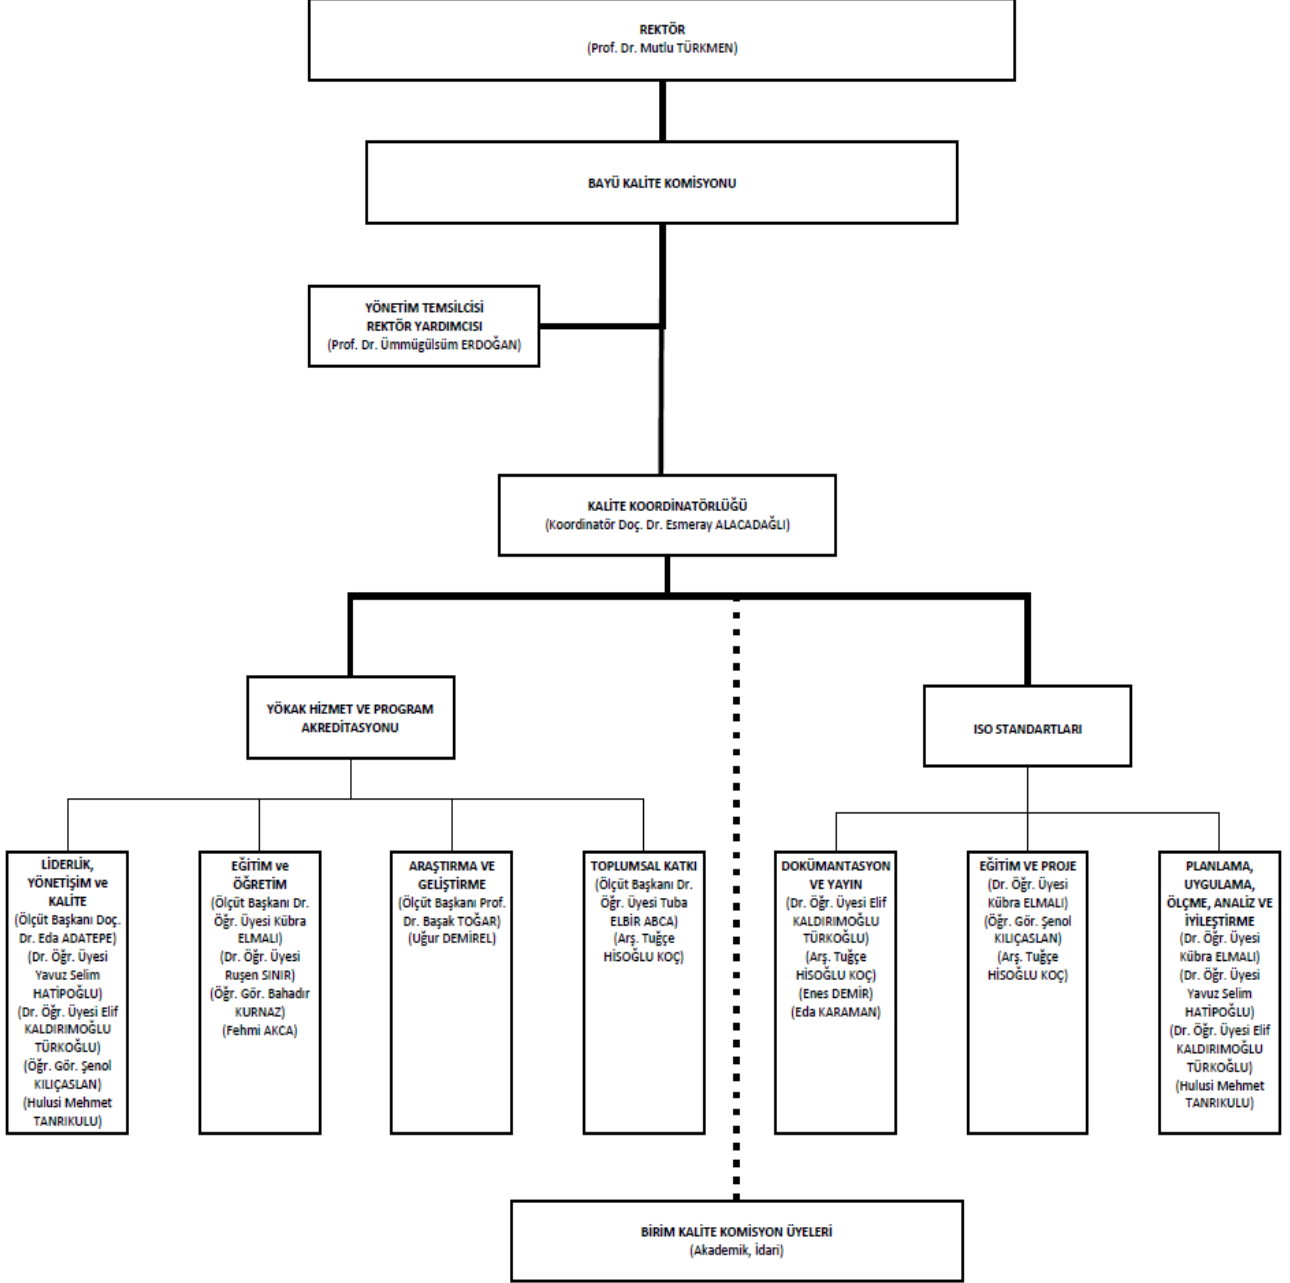 REKTÖR
(Prof. Dr. Mutlu TÜRKMEN)
BAYÜ KALİTE KOMİSYONU
YÖNETİM TEMSİLCİSİ
REKTÖR YARDIMCISI
(Prof. Dr. Ümmügülsüm ERDOĞAN)
KALİTE KOORDİNATÖRLÜĞÜ
(Koordinatör Doç. Dr. Esmeray ALACADAĞLI)
YÖKAK HİZMET VE PROGRAM
AKREDİTASYONU
ISO STANDARTLARI
LİDERLİK,
YÖNETİŞİM ve
KALİTE
(Ölçüt Başkanı Doç.
Dr. Eda ADATEPE)
(Dr. Öğr. Üyesi
Yavuz Selim
HATİPOĞLU)
(Dr. Öğr. Üyesi Elif
KALDIRIMOĞLU
TÜRKOĞLU)
(Öğr. Gör. Şenol
KILIÇASLAN)
(Hulusi Mehmet
TANRIKULU)
EĞİTİM ve
ÖĞRETİM
(Ölçüt Başkanı Dr.
Öğr. Üyesi Kübra
ELMALI)
(Dr. Öğr. Üyesi
Ruşen SINIR)
(Öğr. Gör. Bahadır
KURNAZ)
(Fehmi AKCA)
ARAŞTIRMA VE
GELİŞTİRME
(Ölçüt Başkanı Prof.
Dr. Başak TOĞAR)
(Uğur DEMİREL)
TOPLUMSAL KATKI
(Ölçüt Başkanı Dr.
Öğr. Üyesi Tuba
ELBİR ABCA)
(Arş. Tuğçe
HİSOĞLU KOÇ)
DOKÜMANTASYON
VE YAYIN
(Dr. Öğr. Üyesi Elif
KALDIRIMOĞLU
TÜRKOĞLU)
(Arş. Tuğçe
HİSOĞLU KOÇ)
(Enes DEMİR)
(Eda KARAMAN)
EĞİTİM VE PROJE
(Dr. Öğr. Üyesi
Kübra ELMALI)
(Öğr. Gör. Şenol
KILIÇASLAN)
(Arş. Tuğçe
HİSOĞLU KOÇ)
PLANLAMA,
UYGULAMA,
ÖLÇME, ANALİZ VE
İYİLEŞTİRME
(Dr. Öğr. Üyesi
Kübra ELMALI)
(Dr. Öğr. Üyesi
Yavuz Selim
HATİPOĞLU)
(Dr. Öğr. Üyesi Elif
KALDIRIMOĞLU
TÜRKOĞLU)
(Hulusi Mehmet
TANRIKULU)
BİRİM KALİTE KOMİSYON ÜYELERİ
(Akademik, İdari)